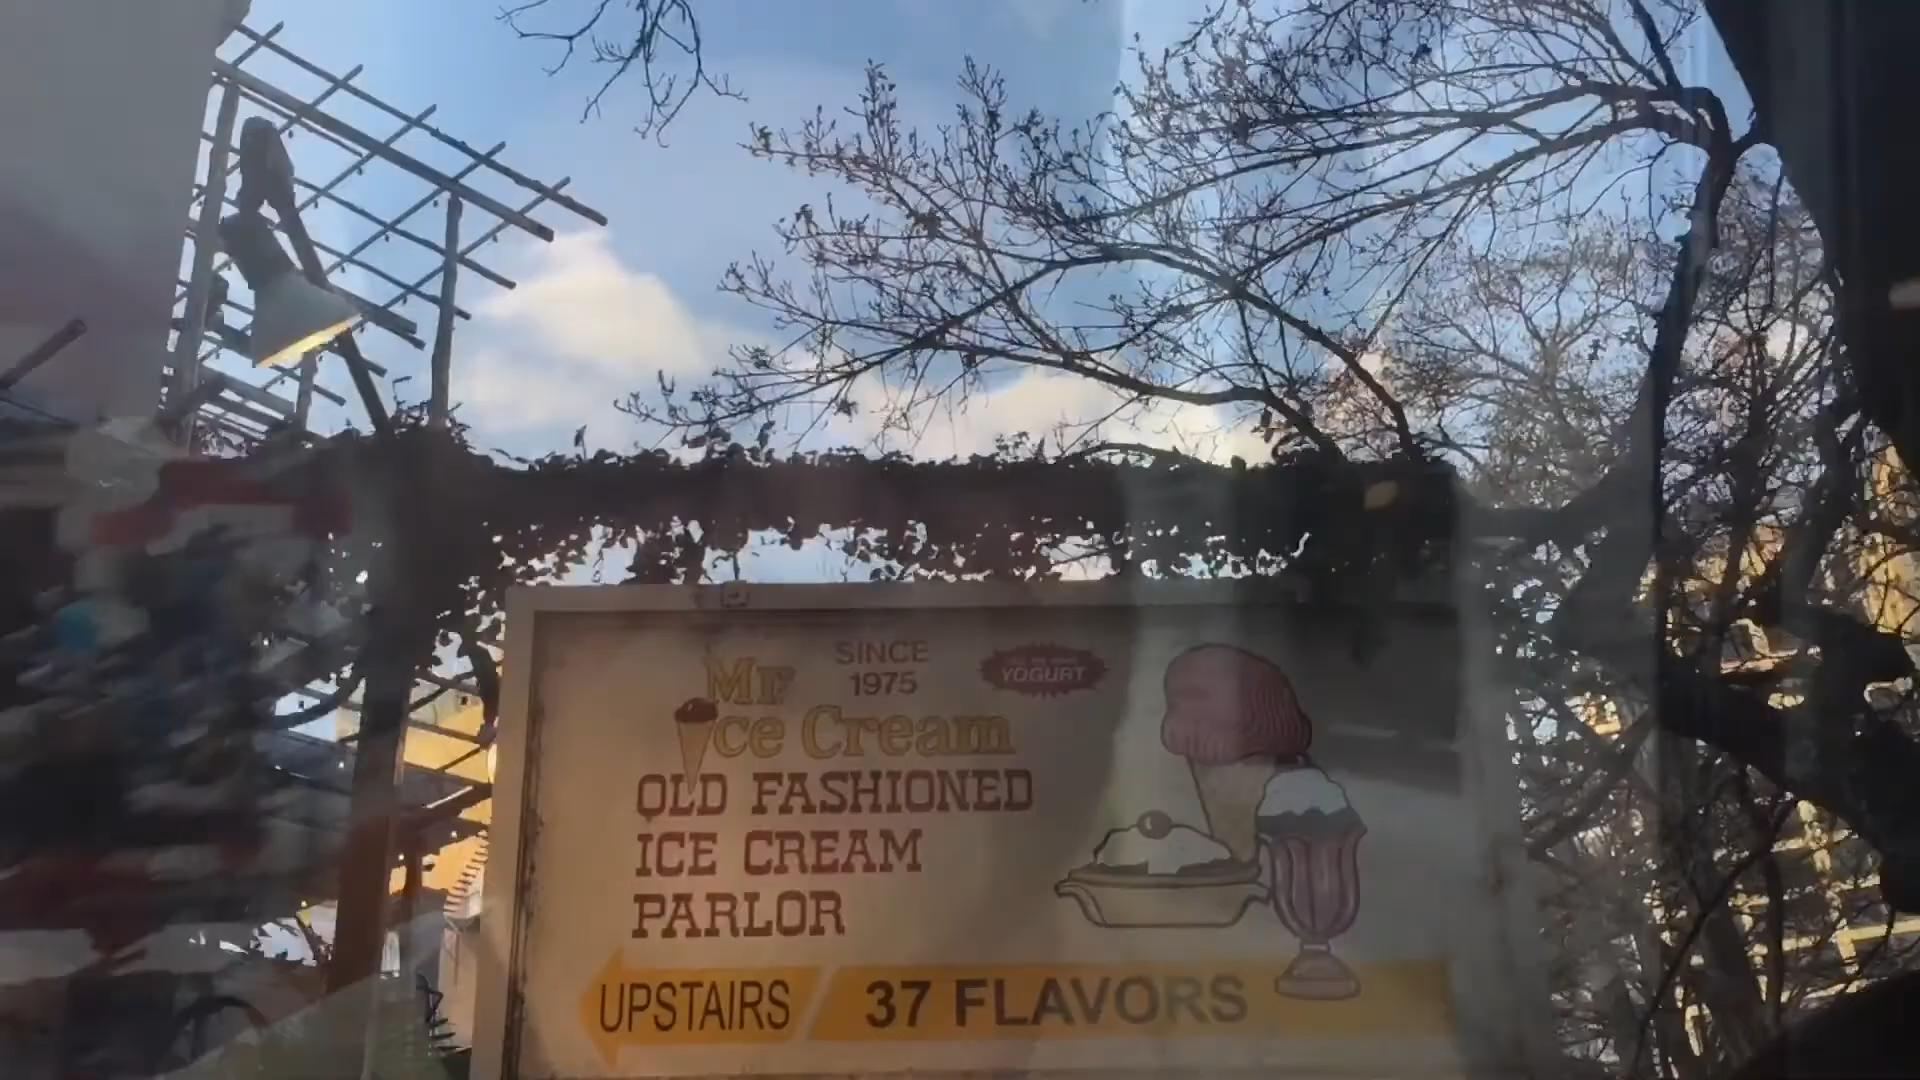 Mr
SINCE
1975
YOGURT
Ice Cream
OLD FASHIONED
ICE CREAM
PARLOR
UPSTAIRS
37 FLAVORS